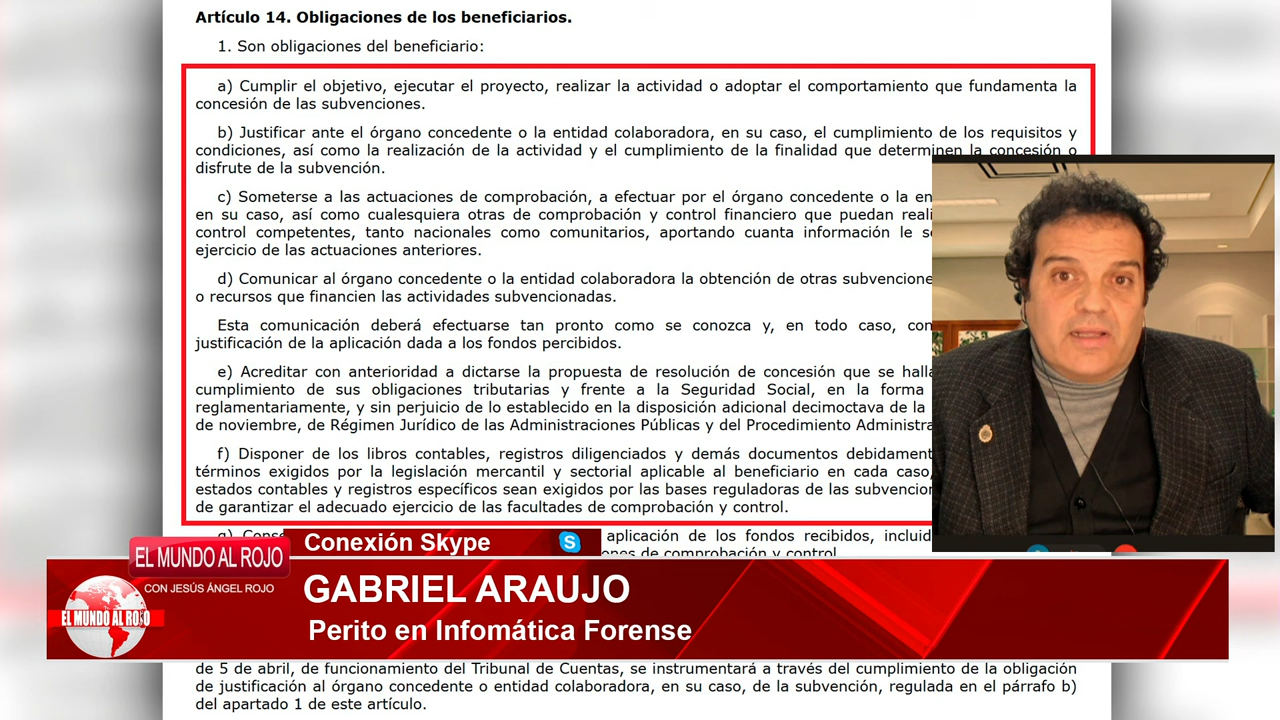 Artículo 14. Obligaciones de los beneficiarios.
1. Son obligaciones del beneficiario:
a) Cumplir el objetivo, ejecutar el proyecto, realizar la actividad o adoptar el comportamiento que fundamenta la
concesión de las subvenciones.
b) Justificar ante el órgano concedente o la entidad colaboradora, en su caso, el cumplimiento de los requisitos y
condiciones, así como la realización de la actividad y el cumplimiento de la finalidad que determinen la concesión o
disfrute de la subvención.
c) Someterse a las actuaciones de comprobación, a efectuar por el órgano concedente o la
en su caso, así como cualesquiera otras de comprobación y control financiero que puedan
control competentes, tanto nacionales como comunitarios, aportando cuanta información le
ejercicio de las actuaciones anteriores.
d) Comunicar al órgano concedente o la entidad colaboradora la obtención de otras
o recursos que financien las actividades subvencionadas.
Esta comunicación deberá efectuarse tan pronto como se conozca y, en todo caso,
justificación de la aplicación dada a los fondos percibidos.
e) Acreditar con anterioridad a dictarse la propuesta de resolución de concesión que se
cumplimiento de sus obligaciones tributarias y frente a la Seguridad Social, en la forma
reglamentariamente, y sin perjuicio de lo establecido en la disposición adicional decimoctava de la
de noviembre, de Régimen Jurídico de las Administraciones Públicas y del Procedimiento
f) Disponer de los libros contables, registros diligenciados y demás documentos
términos exigidos por la legislación mercantil y sectorial aplicable al beneficiario en cada caso,
estados contables y registros específicos sean exigidos por las bases reguladoras de las
de garantizar el adecuado ejercicio de las facultades de comprobación y control.
aplicación de los fondos recibidos,
de comprobación y control
Conexión Skype
EL MUNDO AL ROJO
CON JESÚS ÁNGEL ROJO
EL MUNDO AL ROJO
GABRIEL ARAUJO
Perito en Infomática Forense
de 5 de abril, de funcionamiento del Tribunal de Cuentas, se instrumentará a través del cumplimiento de la obligación
de justificación al órgano concedente o entidad colaboradora, en su caso, de la subvención, regulada en el párrafo b)
del apartado 1 de este artículo.